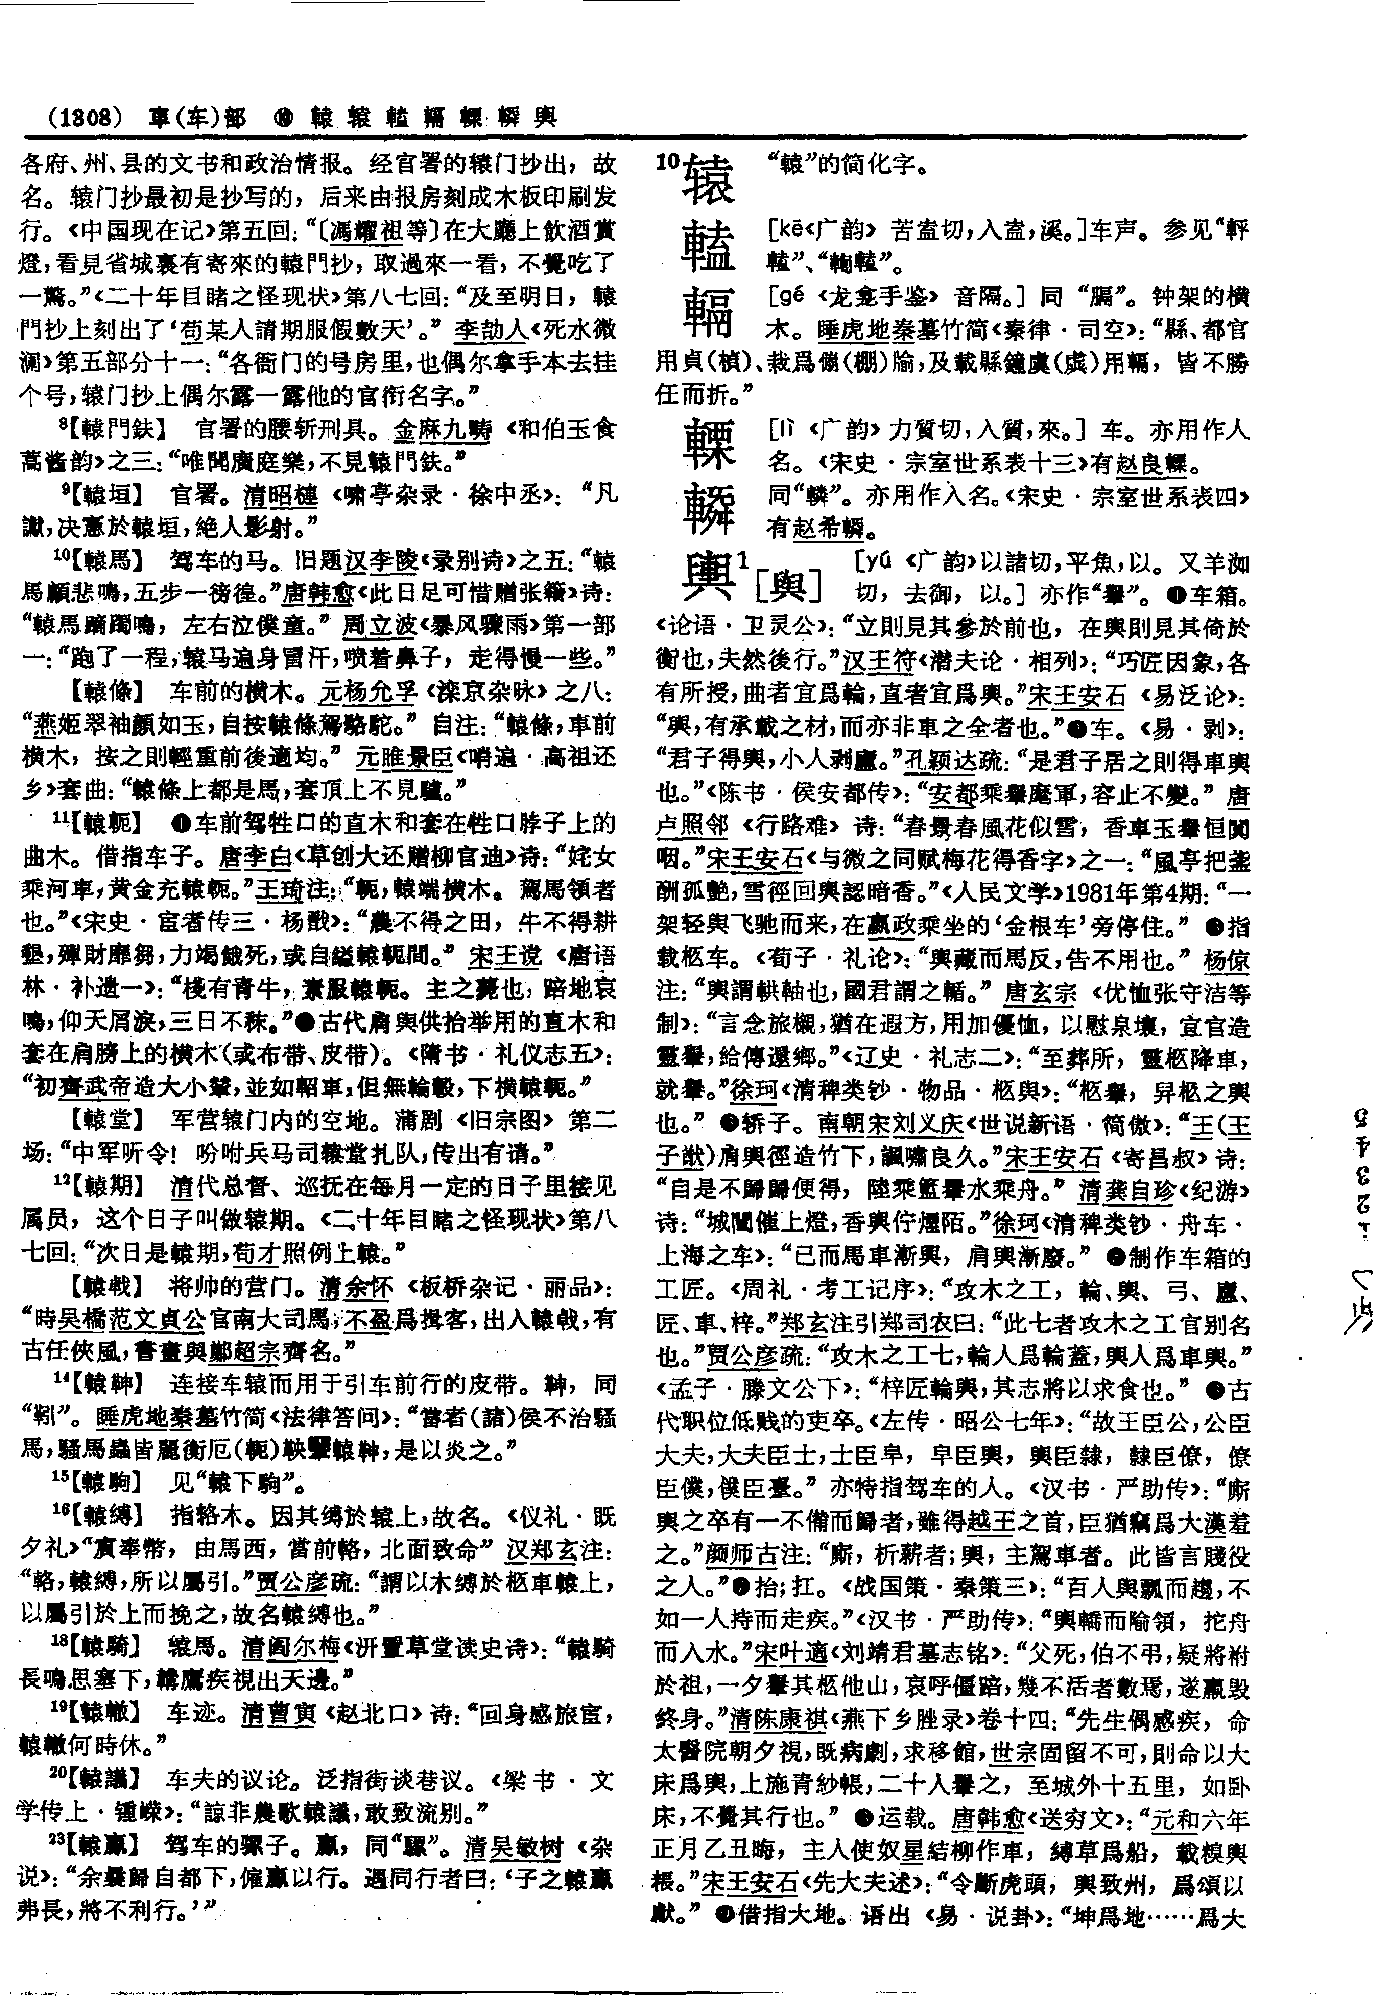 (1308) 車(车)部 ⑩ 轅 辕 轄 䡞 轢 轔 輿
各府、州、县的文书和政治情报。经官署的辕门抄出，故
名。辕门抄最初是抄写的，后来由报房刻成木板印刷发
行。《中国现在记》第五回：“〔馮耀祖等〕在大廳上飲酒賞
燈，看見省城裏有寄來的轅門抄，取過來一看，不覺吃了
一驚。”《二十年目睹之怪现状》第八七回：“及至明日，轅
門抄上刻出了‘苟某人請期服假數天’。” 李劼人《死水微
澜》第五部分十一：“各衙门的号房里，也偶尔拿手本去挂
个号，辕门抄上偶尔露一露他的官衔名字。”
8【轅門鈇】 官署的腰斩刑具。金麻九畴《和伯玉食
蒿酱韵》之三：“唯聞廣庭樂，不見轅門鈇。”
9【轅垣】 官署。清昭梿《啸亭杂录·徐中丞》：“凡
讞，决憲於轅垣，絶人影射。”
10【轅馬】 驾车的马。旧题汉李陵《录别诗》之五：“轅
馬顧悲鳴，五步一徬徨。”唐韩愈《此日足可惜赠张籍》诗：
“轅馬蹢躅鳴，左右泣僕童。” 周立波《暴风骤雨》第一部
一：“跑了一程，辕马遍身冒汗，喷着鼻子，走得慢一些。”
【轅條】 车前的横木。元杨允孚《滦京杂咏》之八：
“燕姬翠袖顏如玉，自按轅條駕駱駝。” 自注：“轅條，車前
横木，按之則輕重前後適均。” 元睢景臣《哨遍·高祖还
乡》套曲：“轅條上都是馬，套頂上不見驢。”
11【轅軛】 ❶车前驾牲口的直木和套在牲口脖子上的
曲木。借指车子。唐李白《草创大还赠柳官迪》诗：“姹女
乘河車，黄金充轅軛。”王琦注：“軛，轅端横木。駕馬領者
也。”《宋史·宦者传三·杨戬》：“農不得之田，牛不得耕
墾，殫財靡芻，力竭餓死，或自縊轅軛間。” 宋王谠《唐语
林·补遗一》：“棧有青牛，素服轅軛。主之薨也，踣地哀
鳴，仰天屑淚，三日不秣。”❷古代肩舆供抬举用的直木和
套在肩膀上的横木(或布带、皮带)。《隋书·礼仪志五》：
“初齊武帝造大小輦，並如軺車，但無輪轂，下横轅軛。”
【轅堂】 军营辕门内的空地。蒲剧《旧宗图》第二
场：“中军听令！吩咐兵马司辕堂扎队，传出有请。”
12【轅期】 清代总督、巡抚在每月一定的日子里接见
属员，这个日子叫做辕期。《二十年目睹之怪现状》第八
七回：“次日是轅期，苟才照例上轅。”
【轅戟】 将帅的营门。清余怀《板桥杂记·丽品》：
“時吴橋范文貞公官南大司馬，不盈爲揖客，出入轅戟，有
古任俠風，書畫與鄭超宗齊名。”
14【轅䩕】 连接车辕而用于引车前行的皮带。䩕，同
“靷”。睡虎地秦墓竹简《法律答问》：“當者(諸)侯不治騷
馬，騷馬蟲皆麗衡厄(軛)鞅轅䩕，是以炎之。”
15【轅駒】 见“轅下駒”。
16【轅縛】 指辂木。因其缚於辕上，故名。《仪礼·既
夕礼》“賓奉幣，由馬西，當前輅，北面致命” 汉郑玄注：
“輅，轅縛，所以屬引。”贾公彦疏：“謂以木縛於柩車轅上，
以屬引於上而挽之，故名轅縛也。”
18【轅騎】 辕馬。清阎尔梅《汧置草堂读史诗》：“轅騎
長鳴思塞下，韝鷹疾視出天邊。”
19【轅轍】 车迹。清曹寅《赵北口》诗：“回身感旅宦，
轅轍何時休。”
20【轅議】 车夫的议论。泛指街谈巷议。《梁书·文
学传上·锺嵘》：“諒非農歌轅議，敢致流别。”
23【轅驘】 驾车的骡子。驘，同“騾”。清吴敏树《杂
说》：“余曩歸自都下，僱驘以行。遇同行者曰：‘子之轅驘
弗良，將不利行。’”
10辕 “轅”的简化字。
[kē《广韵》苦盍切，入盍，溪。]车声。参见“
[gé《龙龛手鉴》音隔。] 同“膈”。钟架的横
木。睡虎地秦墓竹简《秦律·司空》：“縣、都官
用貞(楨)、栽爲傰(棚)牏，及載縣鐘虡(虡)用䡞，皆不勝
任而折。”
[lì《广韵》力質切，入質，來。] 车。亦用作人
名。《宋史·宗室世系表十三》有赵良。
同“轔”。亦用作人名。《宋史·宗室世系表四》
有赵希。
輿1[舆] [yú《广韵》以諸切，平魚，以。又羊洳
切，去御，以。] 亦作“轝”。❶车箱。
《论语·卫灵公》：“立則見其參於前也，在輿則見其倚於
衡也，夫然後行。”汉王符《潜夫论·相列》：“巧匠因象，各
有所授，曲者宜爲輪，直者宜爲輿。”宋王安石《易泛论》：
“輿，有承載之材，而亦非車之全者也。”❷车。《易·剥》：
“君子得輿，小人剥廬。”孔颖达疏：“是君子居之則得車輿
也。”《陈书·侯安都传》：“安都乘轝麾軍，容止不變。” 唐
卢照邻《行路难》诗：“春景春風花似雪，香車玉轝恒闐
咽。”宋王安石《与微之同赋梅花得香字》之一：“風亭把盞
酬孤艷，雪徑回輿認暗香。”《人民文学》1981年第4期：“一
架轻舆飞驰而来，在嬴政乘坐的‘金根车’旁停住。” ❸指
载柩车。《荀子·礼论》：“輿藏而馬反，告不用也。” 杨倞
注：“輿謂輁軸也，國君謂之輴。” 唐玄宗《优恤张守洁等
制》：“言念旅櫬，猶在遐方，用加優恤，以慰泉壤，宜官造
靈轝，給傳還鄉。”《辽史·礼志二》：“至葬所，靈柩降車，
就轝。”徐珂《清稗类钞·物品·柩舆》：“柩轝，舁柩之輿
也。” ❹轿子。南朝宋刘义庆《世说新语·简傲》：“王(王
子猷)肩輿徑造竹下，諷嘯良久。”宋王安石《寄昌叔》诗：
“自是不歸歸便得，陸乘籃轝水乘舟。” 清龚自珍《纪游》
诗：“城闉催上燈，香輿佇煙陌。”徐珂《清稗类钞·舟车·
上海之车》：“已而馬車漸興，肩輿漸廢。” ❺制作车箱的
工匠。《周礼·考工记序》：“攻木之工，輪、輿、弓、廬、
匠、車、梓。”郑玄注引郑司农曰：“此七者攻木之工官别名
也。”贾公彦疏：“攻木之工七，輪人爲輪蓋，輿人爲車輿。”
《孟子·滕文公下》：“梓匠輪輿，其志將以求食也。” ❻古
代职位低贱的吏卒。《左传·昭公七年》：“故王臣公，公臣
大夫，大夫臣士，士臣皁，皁臣輿，輿臣隸，隸臣僚，僚
臣僕，僕臣臺。” 亦特指驾车的人。《汉书·严助传》：“廝
輿之卒有一不備而歸者，雖得越王之首，臣猶竊爲大漢羞
之。”颜师古注：“廝，析薪者；輿，主駕車者。此皆言賤役
之人。”❼抬；扛。《战国策·秦策三》：“百人輿瓢而趨，不
如一人持而走疾。”《汉书·严助传》：“輿轎而隃領，拕舟
而入水。”宋叶適《刘靖君墓志铭》：“父死，伯不弔，疑將祔
於祖，一夕轝其柩他山，哀呼僵踣，幾不活者數焉，遂羸毁
終身。”清陈康祺《燕下乡脞录》卷十四：“先生偶感疾，命
太醫院朝夕視，既病劇，求移館，世宗固留不可，則命以大
床爲輿，上施青紗帳，二十人轝之，至城外十五里，如卧
床，不覺其行也。” ❽运载。唐韩愈《送穷文》：“元和六年
正月乙丑晦，主人使奴星結柳作車，縛草爲船，載糗輿
粻。”宋王安石《先大夫述》：“令斷虎頭，輿致州，爲頌以
獻。” ❾借指大地。语出《易·说卦》：“坤爲地……爲大